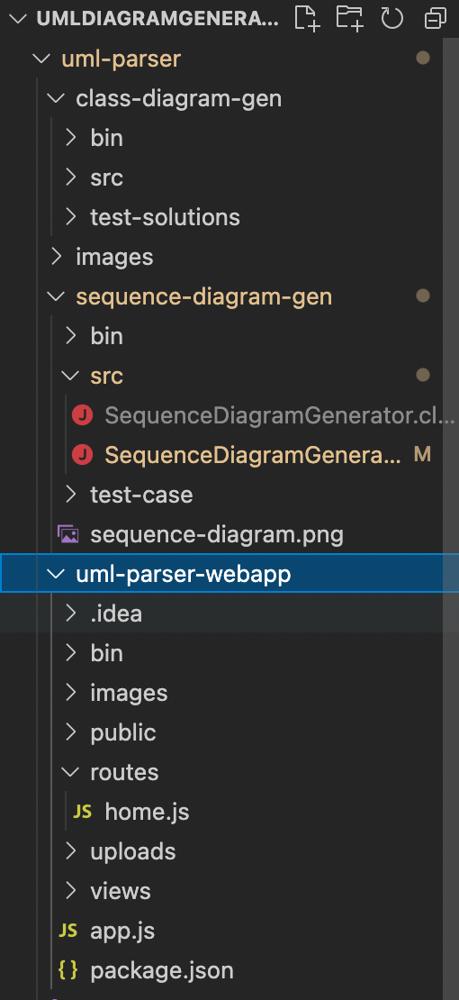 UMLDIAGRAMGENERA...
uml-parser
class-diagram-gen
bin
src
test-solutions
images
sequence-diagram-gen
bin
src
J SequenceDiagramGenerator.cl...
J SequenceDiagramGenera... M
test-case
sequence-diagram.png
uml-parser-webapp
.idea
bin
images
public
routes
JS home.js
uploads
views
JS app.js
{} package.json